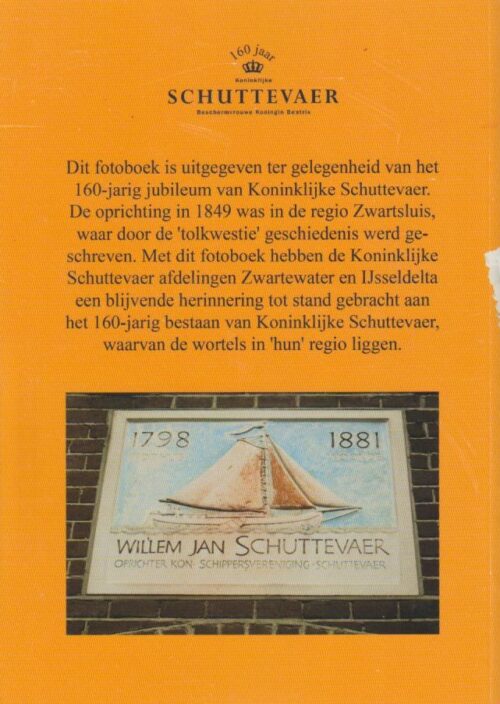 160 jaar
Koninklijke
SCHUTTEVAER
Beschermvrouwe Koningin Beatrix
Dit fotoboek is uitgegeven ter gelegenheid van het
160-jarig jubileum van Koninklijke Schuttevaer.
De oprichting in 1849 was in de regio Zwartsluis,
waar door de 'tolkwestie' geschiedenis werd ge-
schreven. Met dit fotoboek hebben de Koninklijke
Schuttevaer afdelingen Zwartewater en IJsseldelta
een blijvende herinnering tot stand gebracht aan
het 160-jarig bestaan van Koninklijke Schuttevaer,
waarvan de wortels in 'hun' regio liggen.
1798 1881
WILLEM JAN SCHUTTEVAER
OPRICHTER KON· SCHIPPERSVERENIGING·SCHUTTEVAER